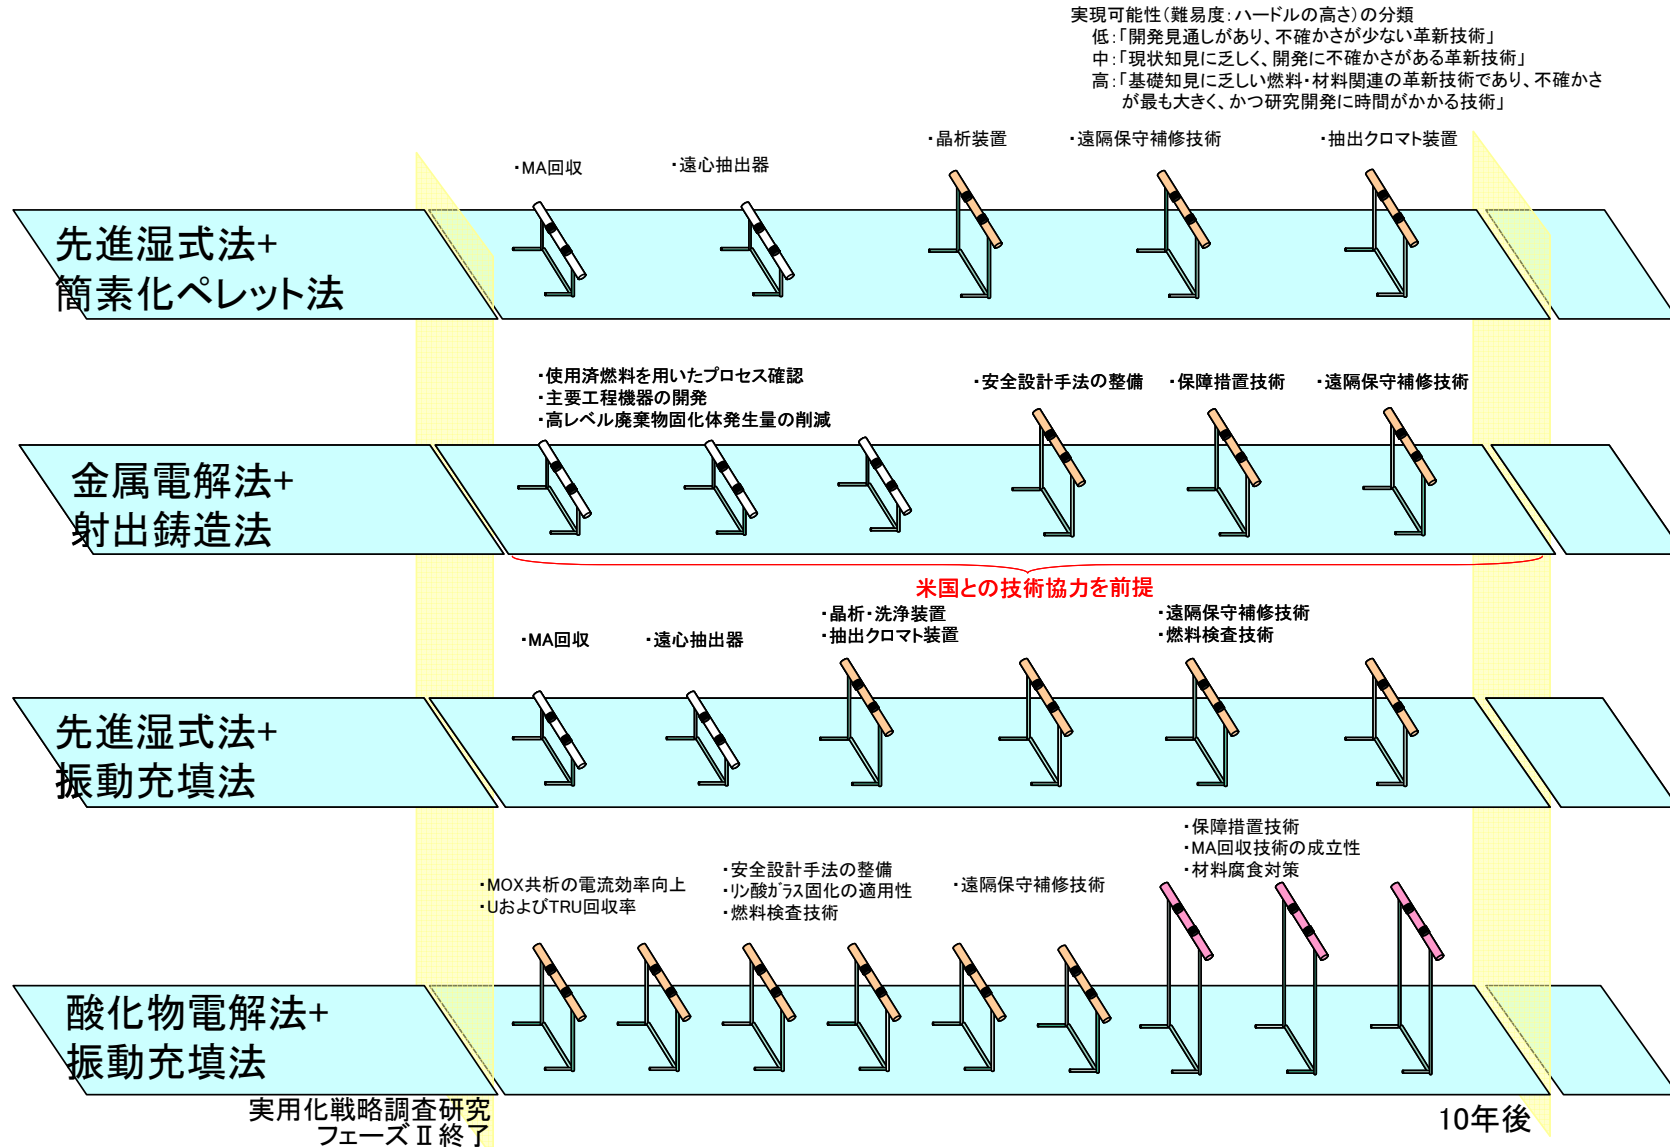 実現可能性(難易度:ハードルの高さ)の分類
低:「開発見通しがあり、不確かさが少ない革新技術」
中:「現状知見に乏しく、開発に不確かさがある革新技術」
高:「基礎知見に乏しい燃料・材料関連の革新技術であり、不確かさ
が最も大きく、かつ研究開発に時間がかかる技術」
・MA回収
・遠心抽出器
・晶析装置
・遠隔保守補修技術
・抽出クロマト装置
先進湿式法+
簡素化ペレット法
・使用済燃料を用いたプロセス確認
・主要工程機器の開発
・高レベル廃棄物固化体発生量の削減
・安全設計手法の整備
・保障措置技術
・遠隔保守補修技術
金属電解法+
射出鋳造法
米国との技術協力を前提
・MA回収
・遠心抽出器
・晶析・洗浄装置
・抽出クロマト装置
・遠隔保守補修技術
・燃料検査技術
先進湿式法+
振動充填法
・MOX共析の電流効率向上
・UおよびTRU回収率
・安全設計手法の整備
・リン酸ガラス固化の適用性
・燃料検査技術
・遠隔保守補修技術
・保障措置技術
・MA回収技術の成立性
・材料腐食対策
酸化物電解法+
振動充填法
実用化戦略調査研究
フェーズⅡ終了
10年後